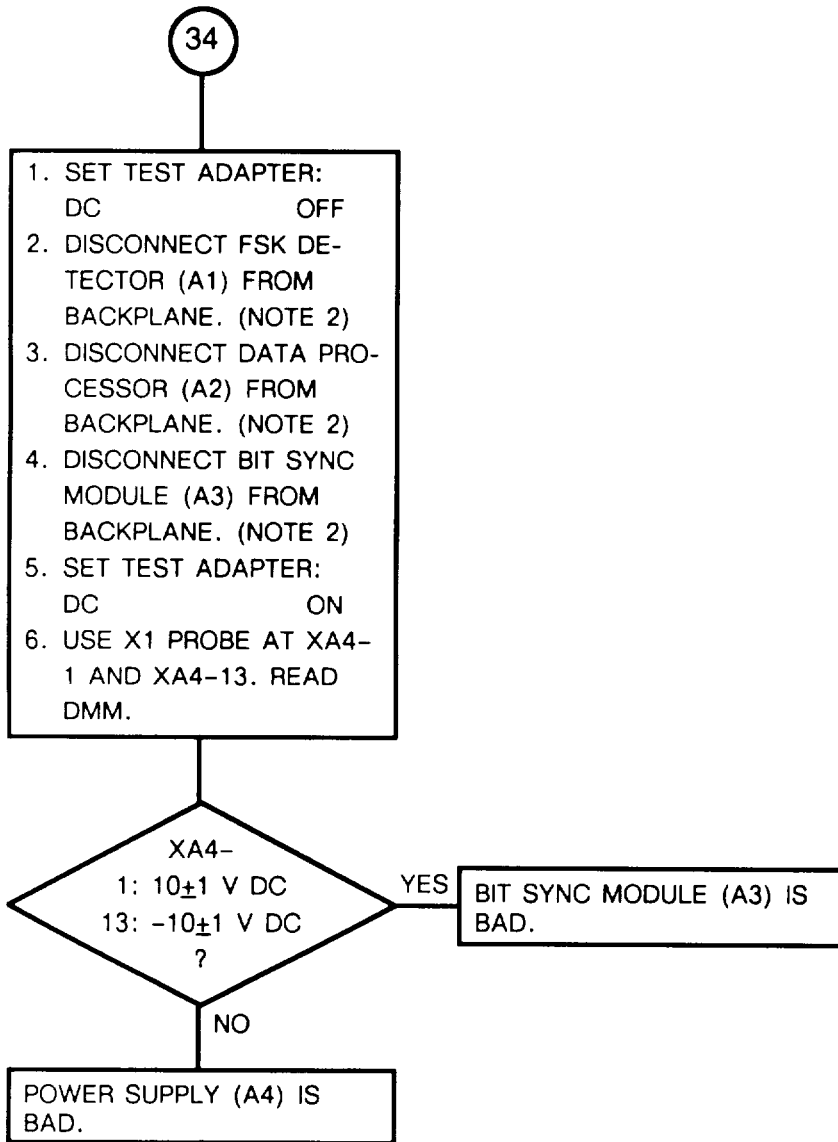 34
1. SET TEST ADAPTER:
DC OFF
2. DISCONNECT FSK DE-
TECTOR (A1) FROM
BACKPLANE. (NOTE 2)
3. DISCONNECT DATA PRO-
CESSOR (A2) FROM
BACKPLANE. (NOTE 2)
4. DISCONNECT BIT SYNC
MODULE (A3) FROM
BACKPLANE. (NOTE 2)
5. SET TEST ADAPTER:
DC ON
6. USE X1 PROBE AT XA4-
1 AND XA4-13. READ
DMM.
XA4-
1: 10±1 V DC
13: -10±1 V DC
?
YES
BIT SYNC MODULE (A3) IS
BAD.
NO
POWER SUPPLY (A4) IS
BAD.